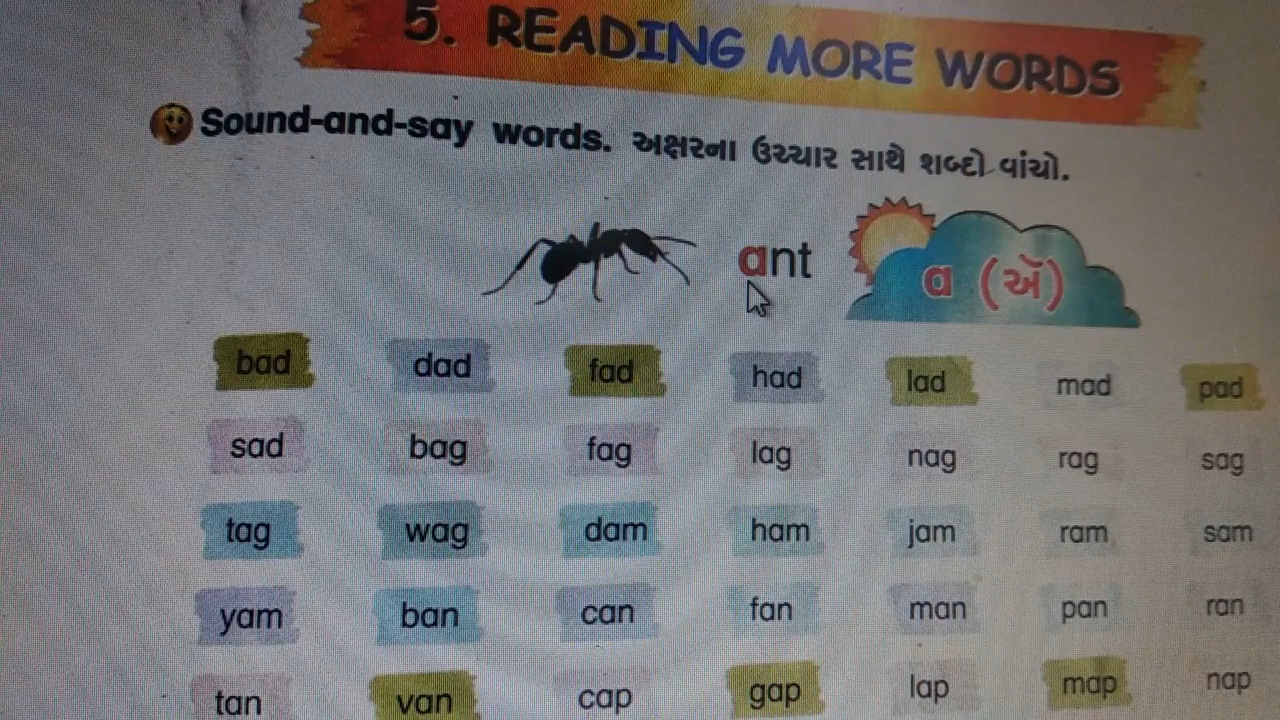 5. READING MORE WORDS
Sound-and-say words. અક્ષરના ઉચ્ચાર સાથે શબ્દો વાંચો.
ant a (ઍ)
bad dad fad had lad mad pad
sad bag fag lag nag rag sag
tag wag dam ham jam ram sam
yam ban can fan man pan ran
tan van cap gap lap map nap